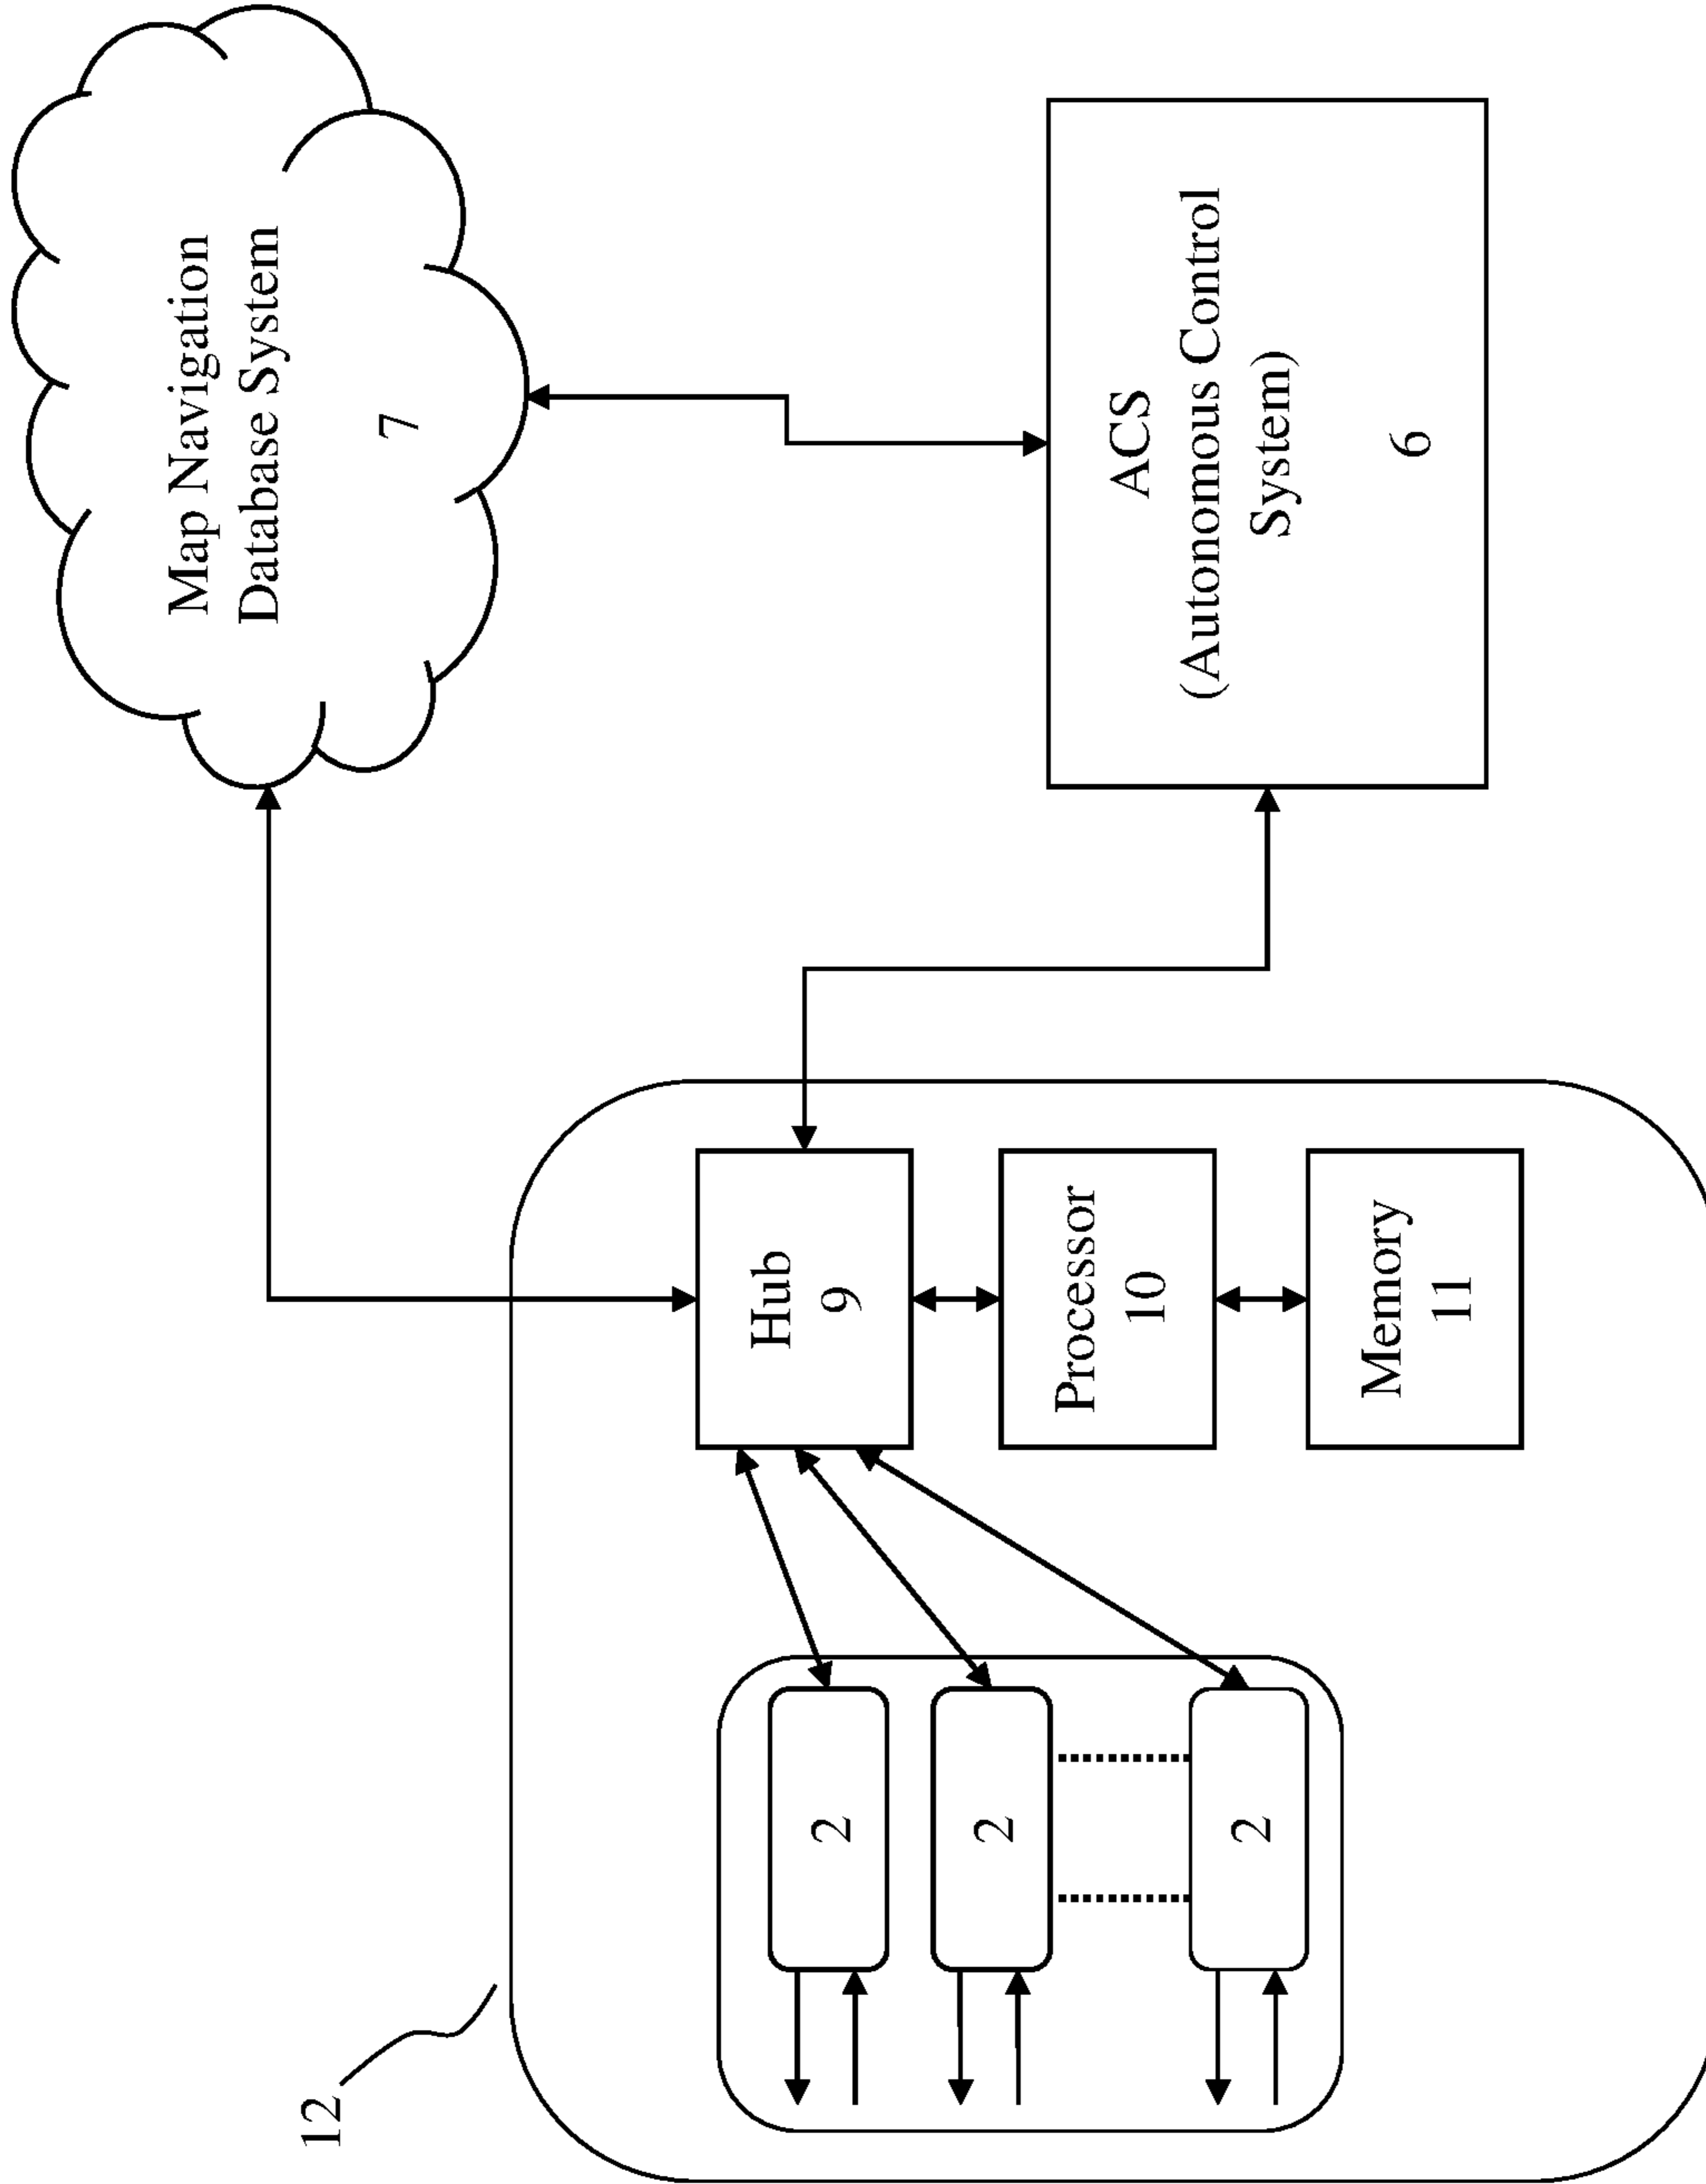 12
2
2
2
Hub
9
Processor
10
Memory
11
Map Navigation
Database System
7
ACS
(Autonomous Control
System)
6